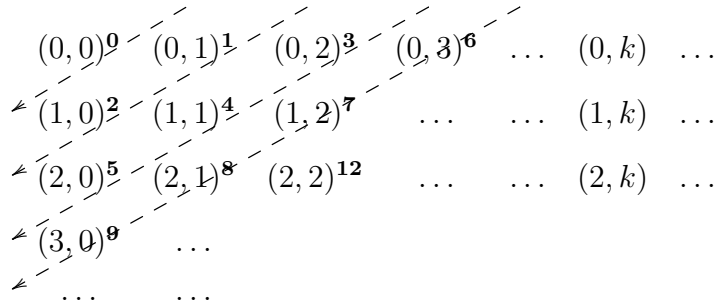 (0, 0)⁰ (0, 1)¹ (0, 2)³ (0, 3)⁶ … (0, k) …
(1, 0)² (1, 1)⁴ (1, 2)⁷ … … (1, k) …
(2, 0)⁵ (2, 1)⁸ (2, 2)¹² … … (2, k) …
(3, 0)⁹ …
… …